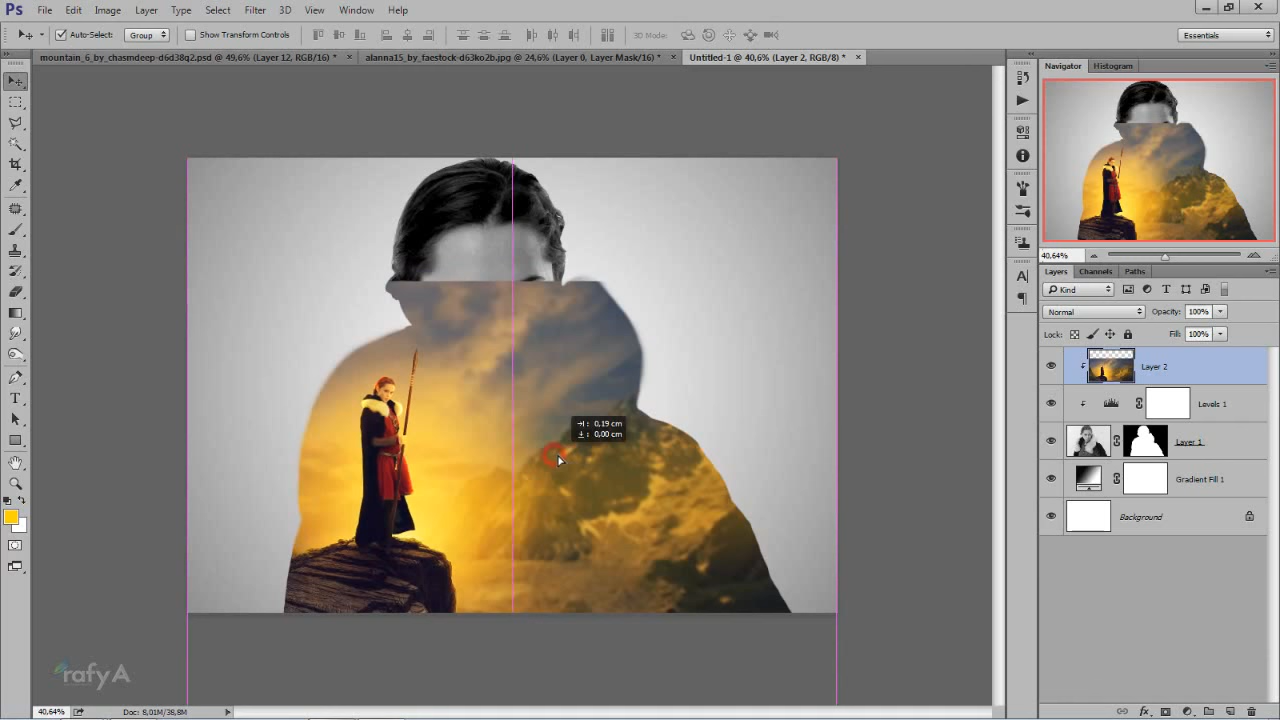 Ps File Edit Image Layer Type Select Filter 3D View Window Help
Auto-Select: Group Show Transform Controls 3D Mode: Essentials
mountain_6_by_chasmdeep-d6d38q2.psd @ 49,6% (Layer 12, RGB/16) * × alanna15_by_faestock-d63ko2b.jpg @ 24,6% (Layer 0, Layer Mask/16) * × Untitled-1 @ 40,6% (Layer 2, RGB/8) * ×
Navigator Histogram
40,64%
Layers Channels Paths
Kind
Normal Opacity: 100%
Lock: Fill: 100%
Layer 2
Levels 1
Layer 1
Gradient Fill 1
Background
0,19 cm
0,00 cm
rafy A
40,64% Doc: 8,01M/38,8M